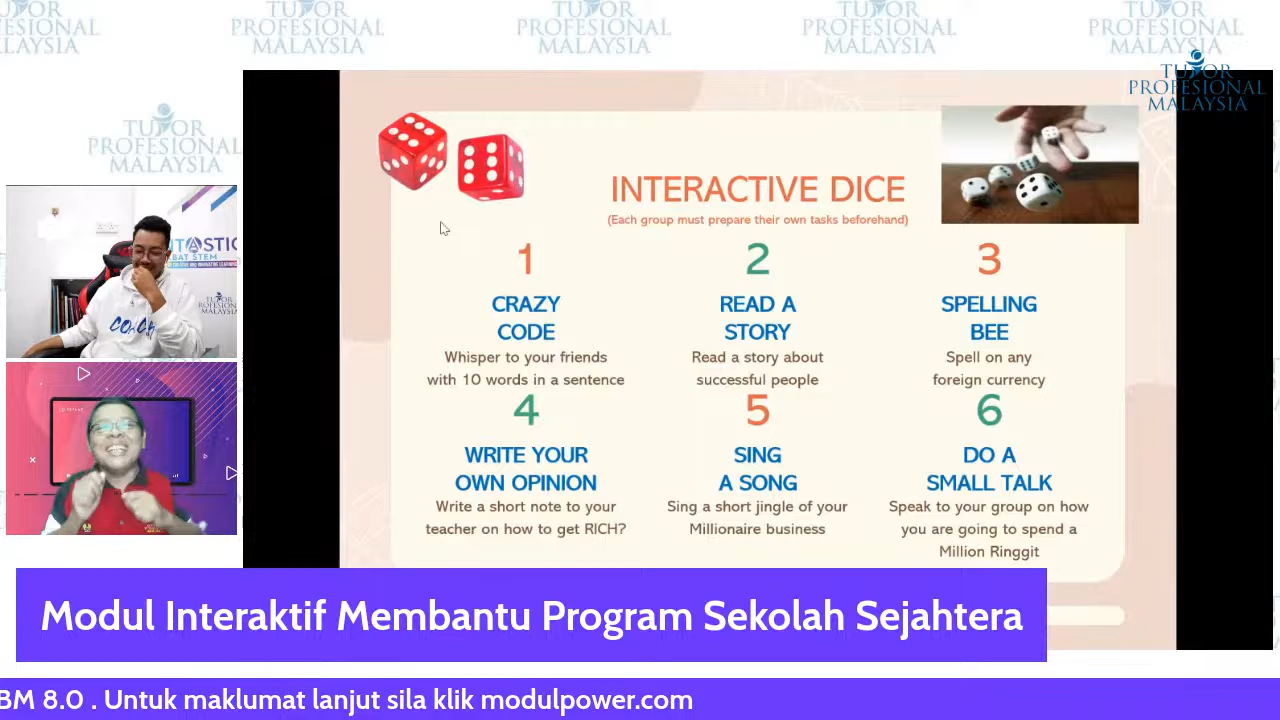 TUTOR
PROFESIONAL
MALAYSIA
INTERACTIVE DICE
(Each group must prepare their own tasks beforehand)
1
CRAZY
CODE
Whisper to your friends
with 10 words in a sentence
2
READ A
STORY
Read a story about
successful people
3
SPELLING
BEE
Spell on any
foreign currency
4
WRITE YOUR
OWN OPINION
Write a short note to your
teacher on how to get RICH?
5
SING
A SONG
Sing a short jingle of your
Millionaire business
6
DO A
SMALL TALK
Speak to your group on how
you are going to spend a
Million Ringgit
COACH
TUTOR
PROFESIONAL
MALAYSIA
Modul Interaktif Membantu Program Sekolah Sejahtera
BM 8.0 . Untuk maklumat lanjut sila klik modulpower.com